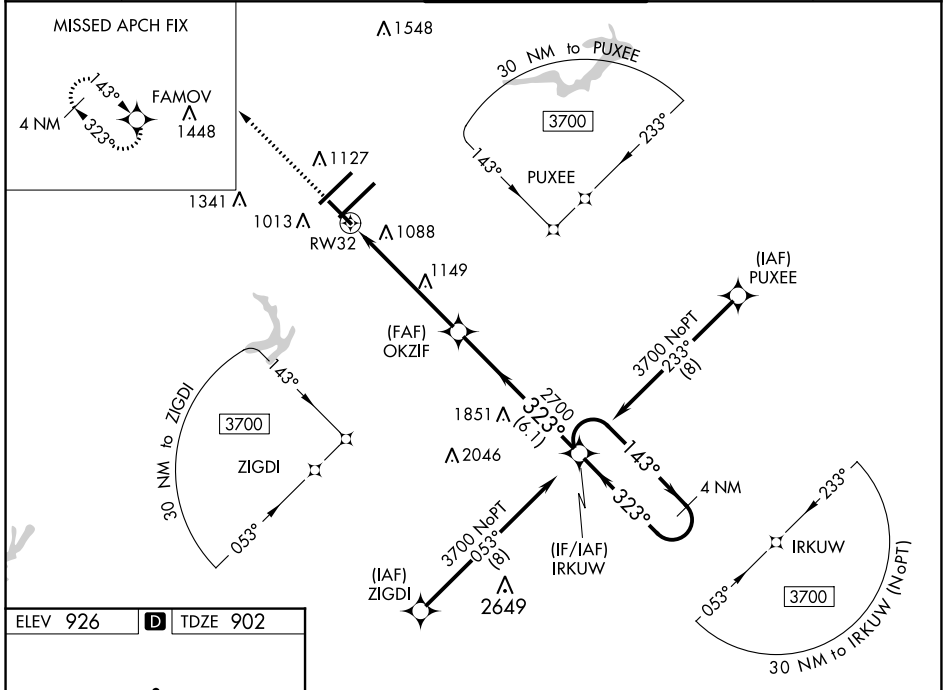 MISSED APCH FIX
143°
FAMOV
4 NM
323°
1448
1548
30 NM to PUXEE
3700
143°
233°
PUXEE
1127
1341
1013
RW32
1088
1149
(IAF)
PUXEE
(FAF)
OKZIF
3700 NoPT
233°
(8)
30 NM to ZIGDI
143°
3700
ZIGDI
053°
2700
323°
(6.1)
1851
2046
143°
323°
4 NM
(IF/IAF)
IRKUW
3700 NoPT
053°
(8)
(IAF)
ZIGDI
2649
233°
IRKUW
053°
3700
30 NM to IRKUW (NoPT)
ELEV 926
D
TDZE 902